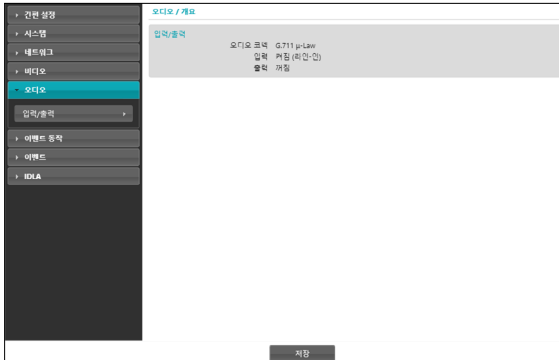 간편 설정
시스템
네트워크
비디오
오디오
입력/출력
이벤트 동작
이벤트
IDLA
오디오 / 개요
입력/출력
오디오 코덱 G.711 μ-Law
입력 켜짐 (라인-인)
출력 꺼짐
저장